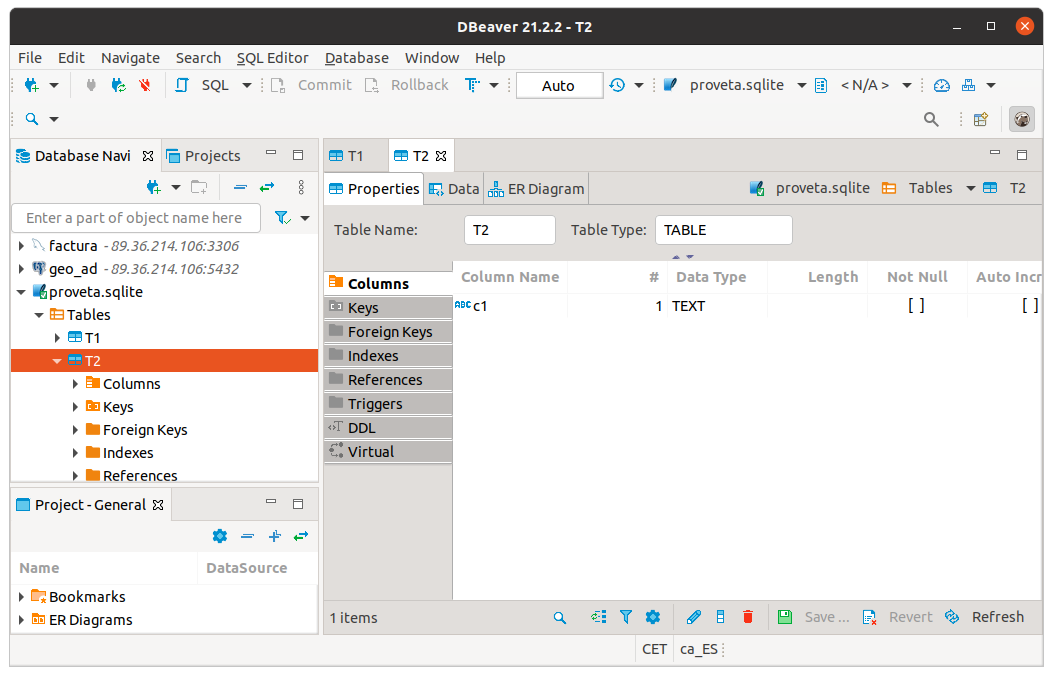 DBeaver 21.2.2 - T2
File Edit Navigate Search SQL Editor Database Window Help
SQL Commit Rollback Auto proveta.sqlite < N/A >
Database Navi Projects
Enter a part of object name here
factura - 89.36.214.106:3306
geo_ad - 89.36.214.106:5432
proveta.sqlite
Tables
T1
T2
Columns
Keys
Foreign Keys
Indexes
References
Project - General
Name DataSource
Bookmarks
ER Diagrams
T1 T2
Properties Data ER Diagram proveta.sqlite Tables T2
Table Name: T2 Table Type: TABLE
Columns
Keys
Foreign Keys
Indexes
References
Triggers
DDL
Virtual
Column Name # Data Type Length Not Null Auto Incr
ABC c1 1 TEXT [ ] [ ]
1 items Save ... Revert Refresh
CET ca_ES